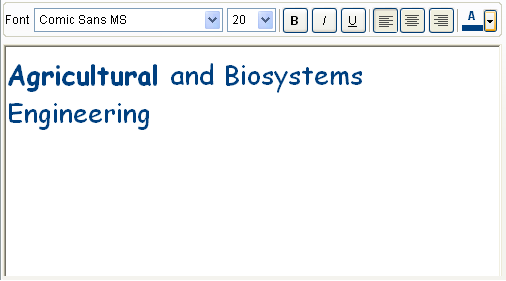 Font Comic Sans MS 20 B I U A
Agricultural and Biosystems
Engineering